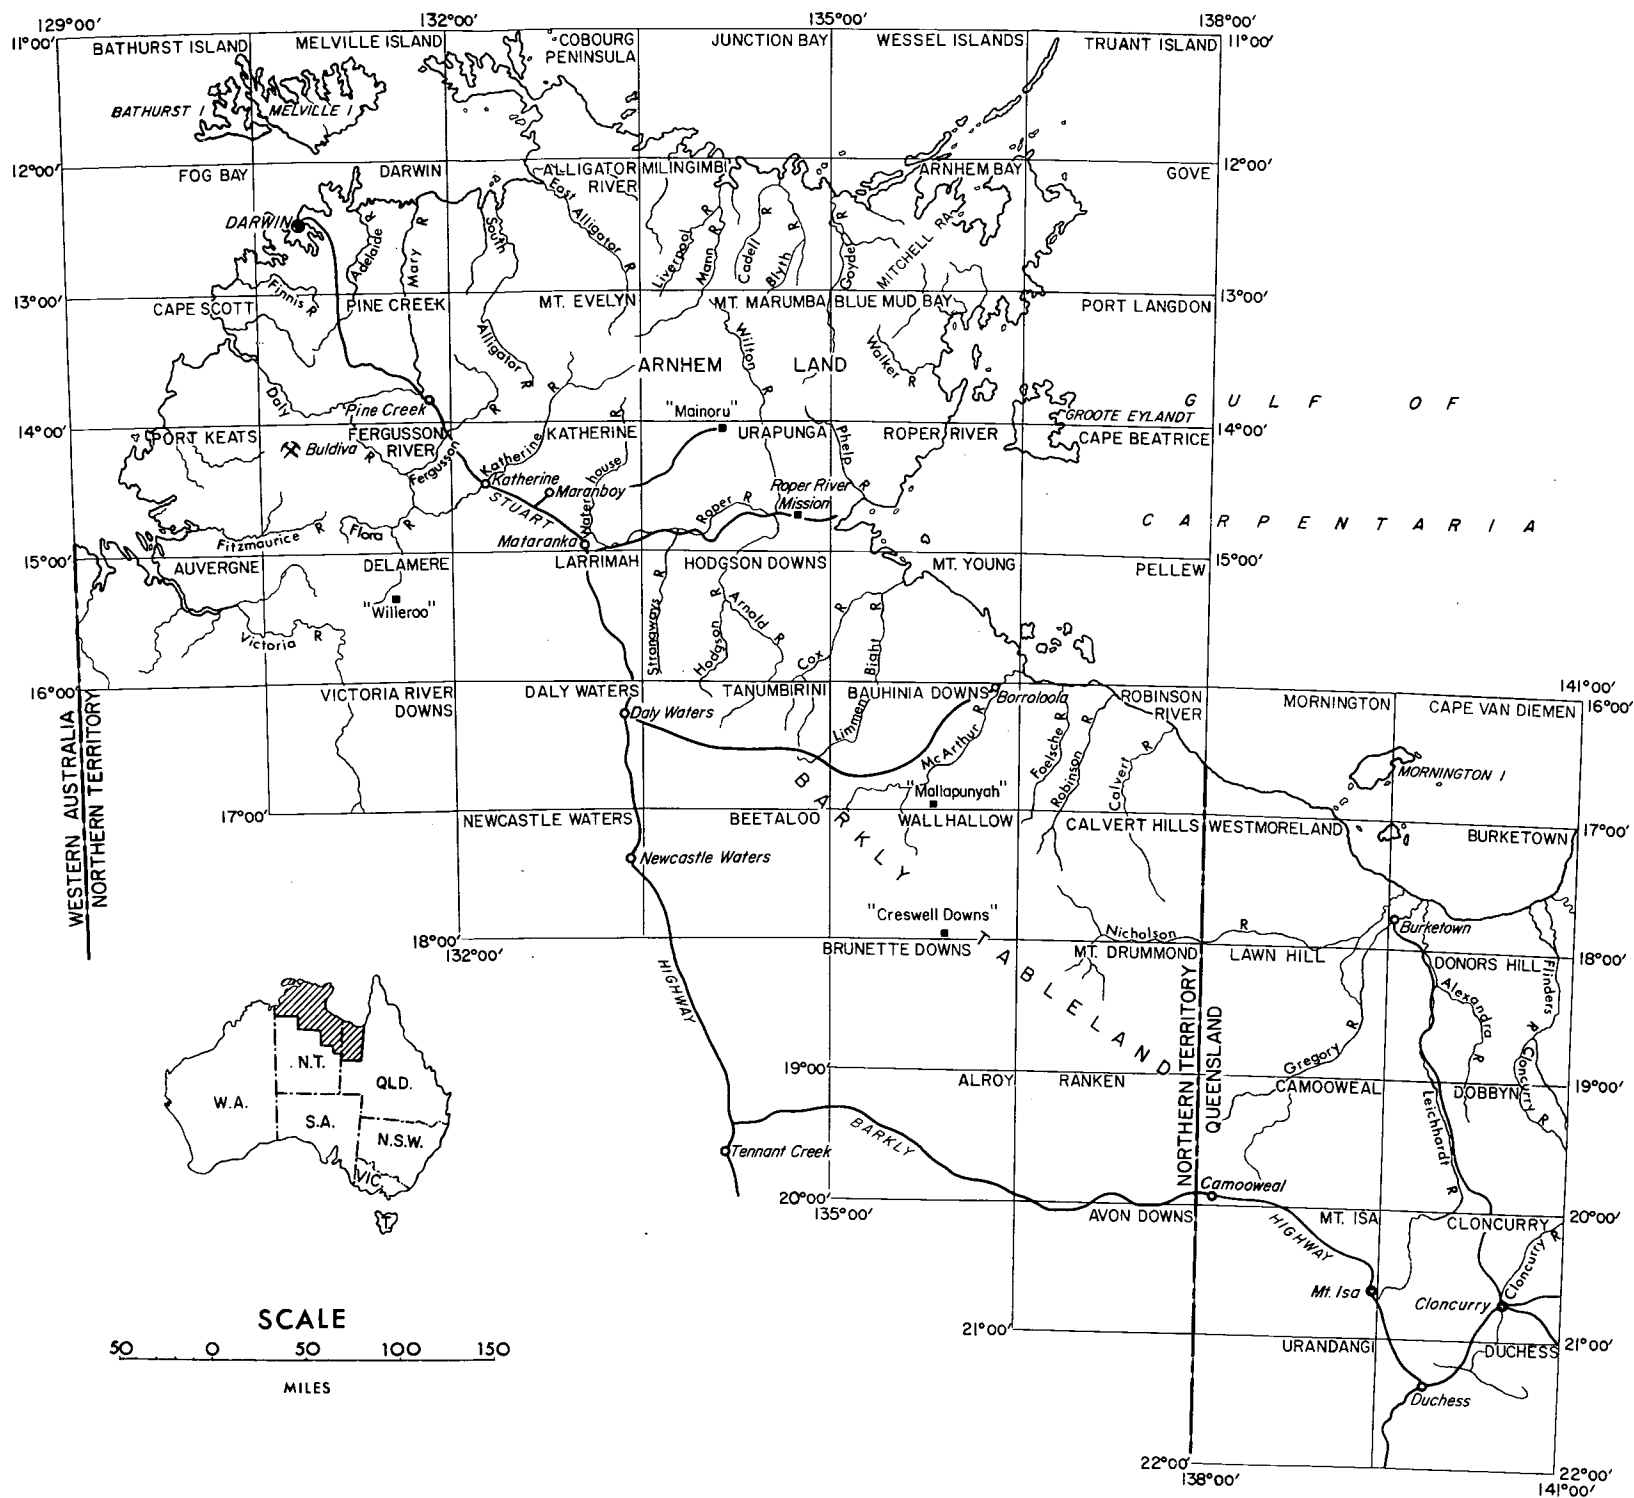 129°00′
132°00′
135°00′
138°00′
11°00′
BATHURST ISLAND
MELVILLE ISLAND
COBOURG
PENINSULA
JUNCTION BAY
WESSEL ISLANDS
TRUANT ISLAND
11°00′
BATHURST I
MELVILLE I
12°00′
FOG BAY
DARWIN
ALLIGATOR
RIVER
MILINGIMBI
ARNHEM BAY
GOVE
12°00′
DARWIN
Adelaide R
Mary R
South
East Alligator R
Liverpool R
Mann R
Cadell R
Blyth R
Goyder R
MITCHELL RA
Finnis R
13°00′
CAPE SCOTT
PINE CREEK
MT. EVELYN
MT. MARUMBA
BLUE MUD BAY
PORT LANGDON
13°00′
Alligator R
Wilton R
Walker R
ARNHEM LAND
Daly
Pine Creek
R
R
R
"Mainoru"
GROOTE EYLANDT
GULF OF
14°00′
PORT KEATS
FERGUSSON
RIVER
KATHERINE
URAPUNGA
ROPER RIVER
CAPE BEATRICE
14°00′
Buldiva
R
Fergusson
Katherine
Katherine
Maranboy
Waterhouse
Phelp R
Roper River
Mission
Roper R
STUART
CARPENTARIA
Fitzmaurice R
Flora R
Mataranka
15°00′
AUVERGNE
DELAMERE
LARRIMAH
HODGSON DOWNS
MT. YOUNG
PELLEW
15°00′
"Willeroo"
Victoria R
Strangways R
Hodgson R
Arnold R
Cox R
Bight R
Limmen
16°00′
VICTORIA RIVER
DOWNS
DALY WATERS
TANUMBIRINI
BAUHINIA DOWNS
Borroloola
ROBINSON
RIVER
MORNINGTON
CAPE VAN DIEMEN
141°00′
16°00′
WESTERN AUSTRALIA
NORTHERN TERRITORY
Daly Waters
McArthur R
Foelsche R
Robinson R
Calvert R
MORNINGTON I
"Mallapunyah"
BARKLY
17°00′
NEWCASTLE WATERS
BEETALOO
WALLHALLOW
CALVERT HILLS
WESTMORELAND
BURKETOWN
17°00′
Newcastle Waters
"Creswell Downs"
Nicholson R
Burketown
18°00′
132°00′
BRUNETTE DOWNS
MT. DRUMMOND
LAWN HILL
DONORS HILL
18°00′
HIGHWAY
TABLELAND
NORTHERN TERRITORY
QUEENSLAND
Gregory R
Alexandra R
Flinders R
Cloncurry R
Leichhardt R
19°00′
ALROY
RANKEN
CAMOOWEAL
DOBBYN
19°00′
BARKLY
Tennant Creek
Camooweal
20°00′
135°00′
AVON DOWNS
MT. ISA
CLONCURRY
20°00′
HIGHWAY
Mt. Isa
Cloncurry
Cloncurry R
21°00′
URANDANGI
DUCHESS
21°00′
Duchess
22°00′
138°00′
22°00′
141°00′
W.A.
N.T.
QLD.
S.A.
N.S.W.
VIC.
T
SCALE
50 0 50 100 150
MILES